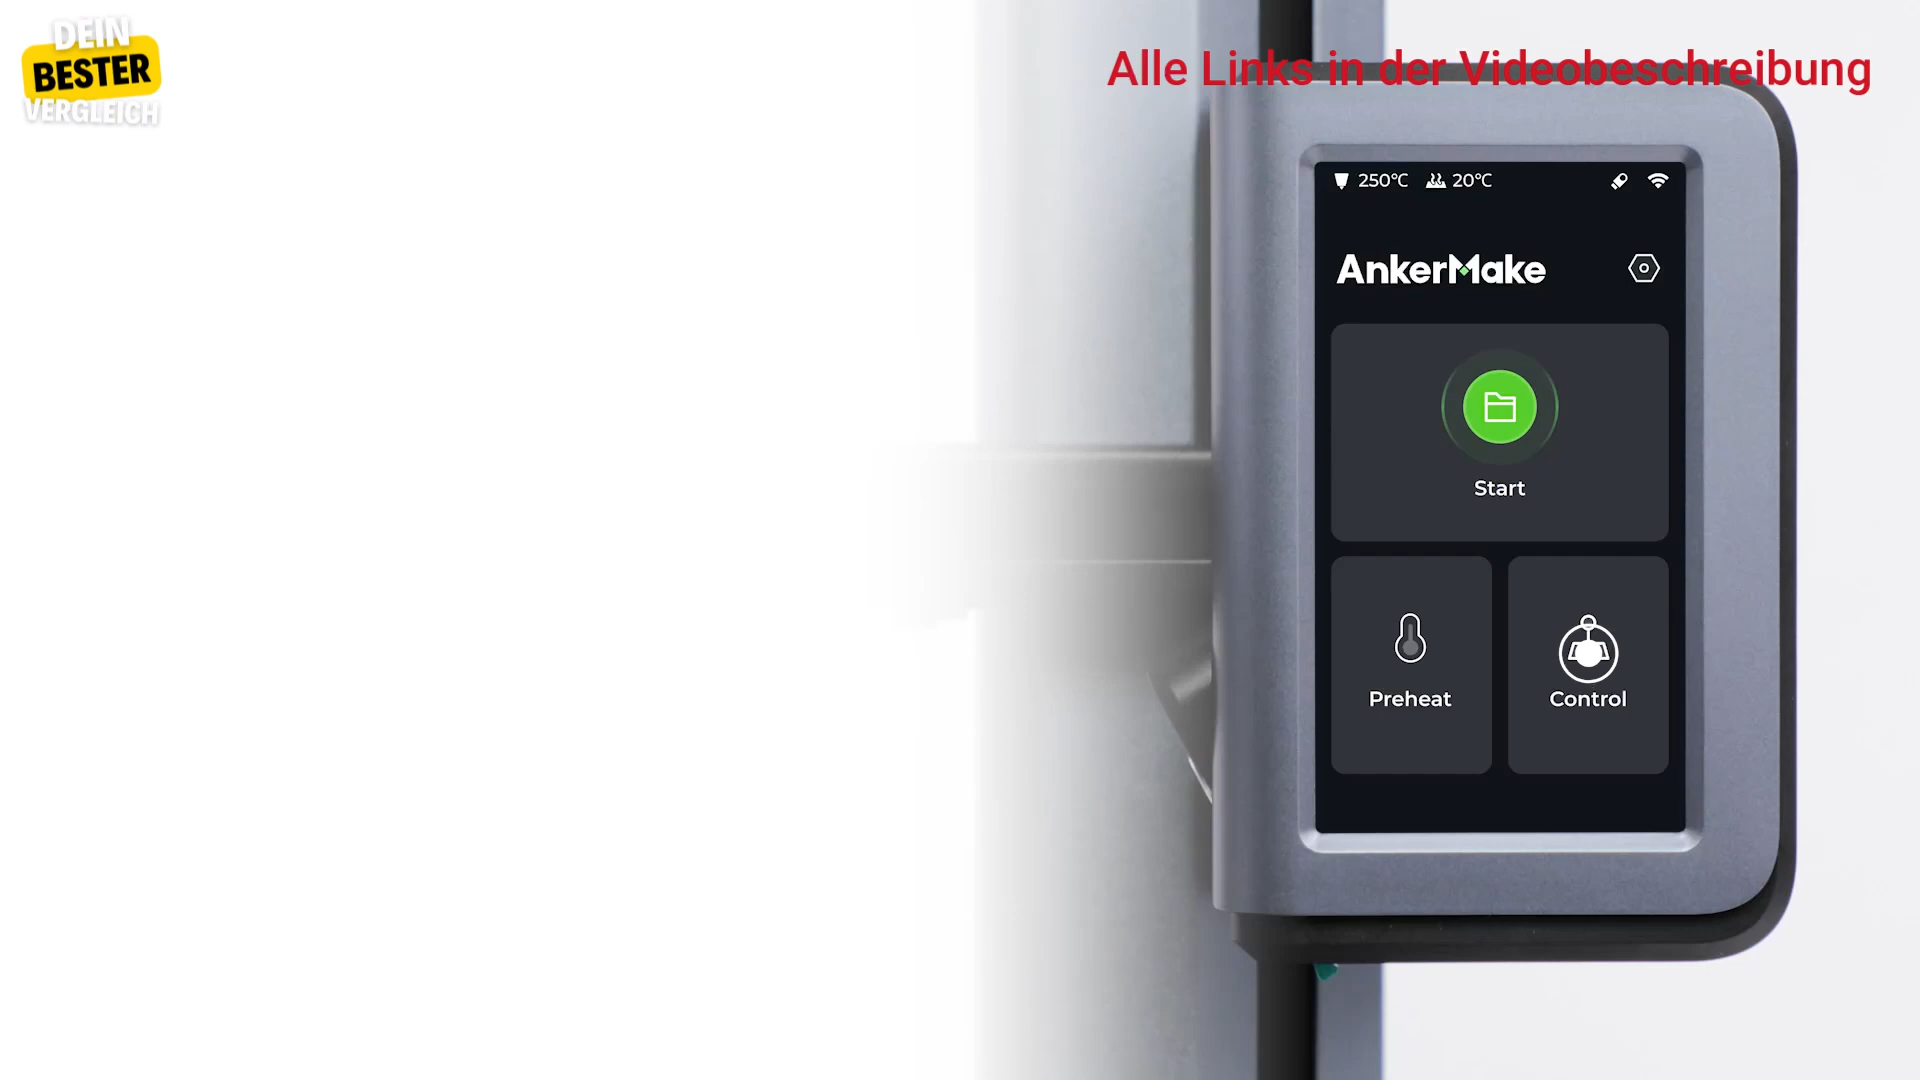 DEIN
BESTER
VERGLEICH
Alle Links in der Videobeschreibung
250°C 20°C
AnkerMake
Start
Preheat
Control